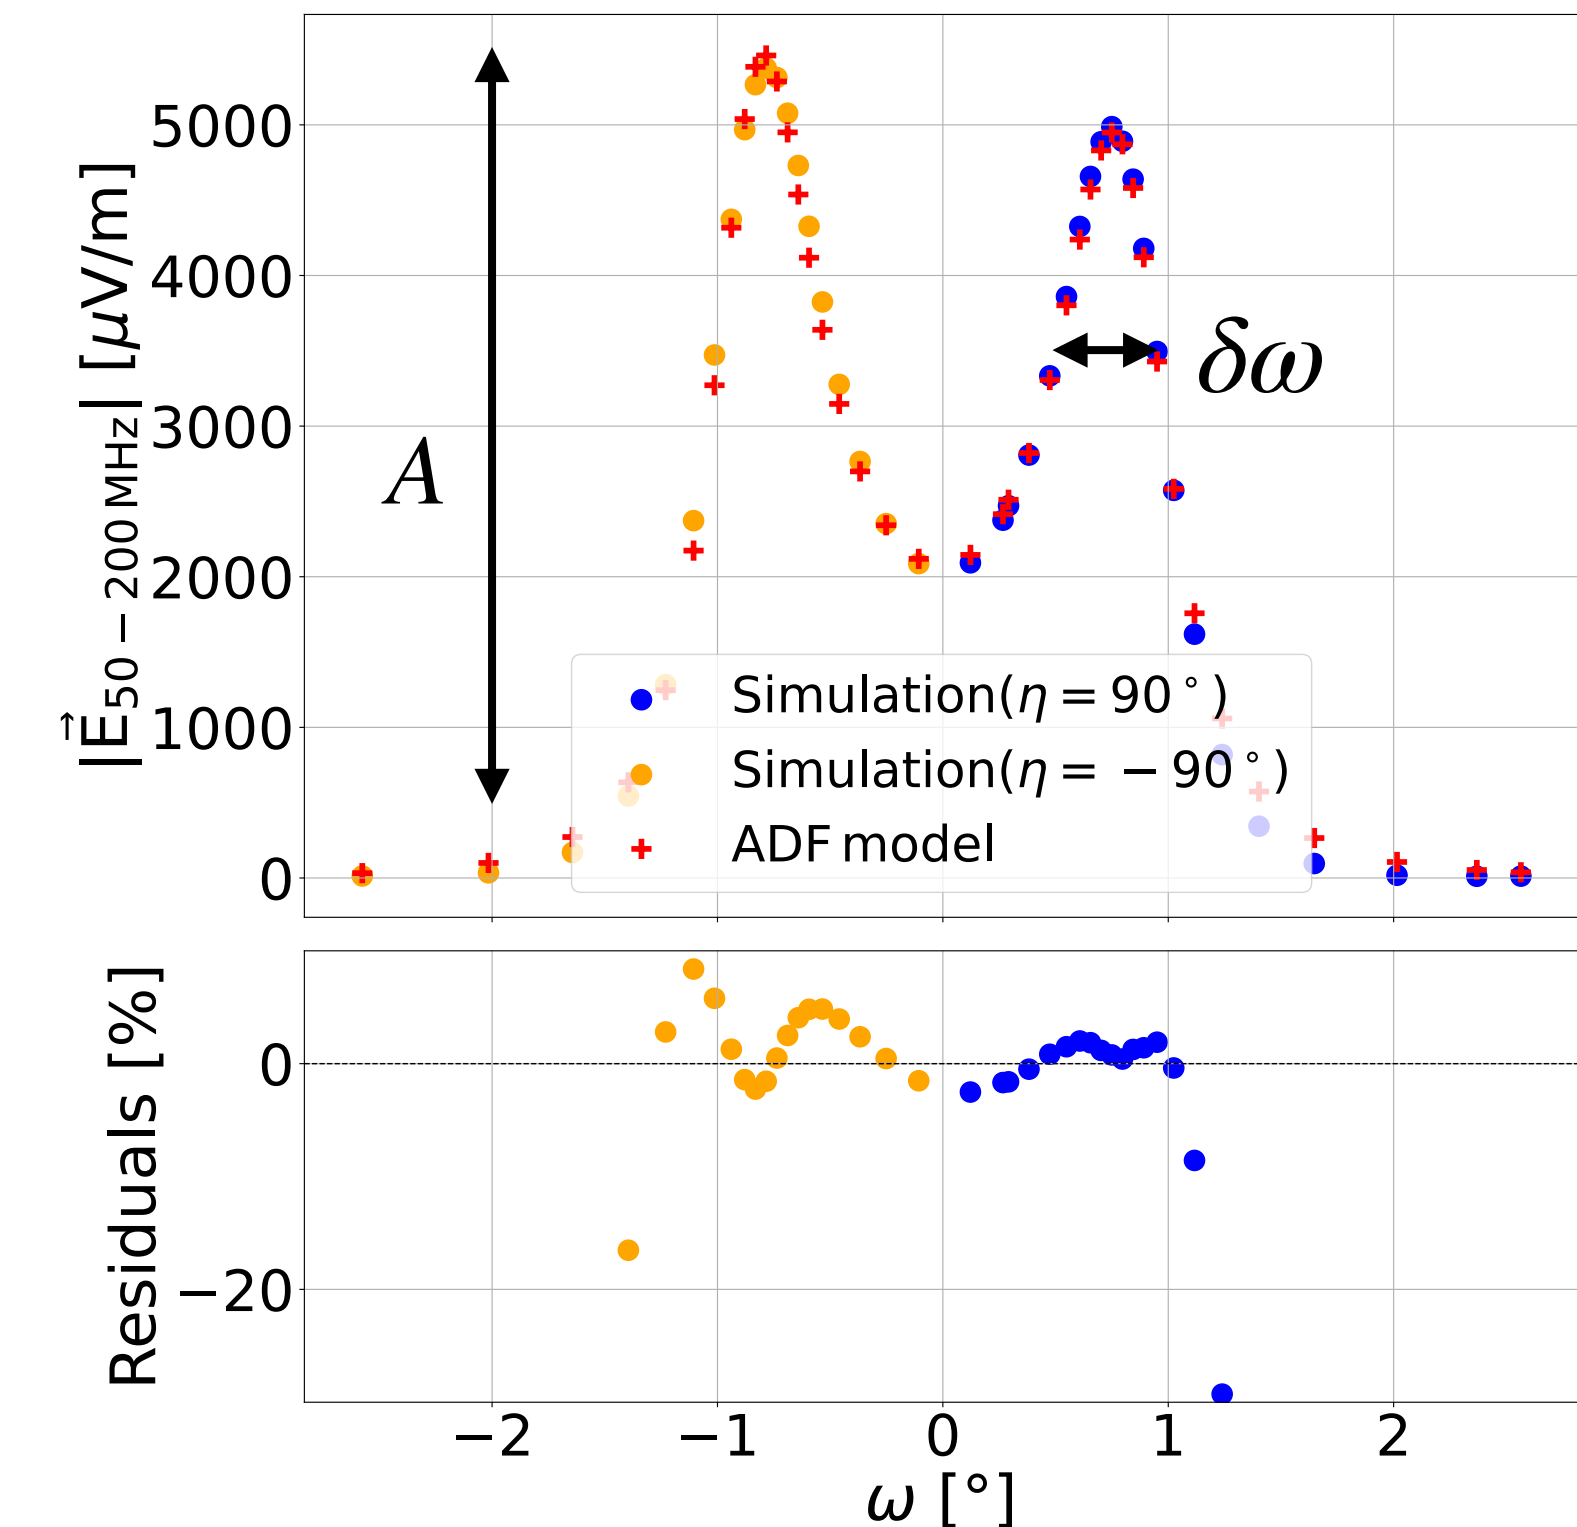 |E⃗50−200 MHz| [μV/m]
5000
4000
3000
2000
1000
0
A
δω
Simulation(η = 90°)
Simulation(η = −90°)
ADF model
Residuals [%]
0
−20
−2 −1 0 1 2
ω [°]